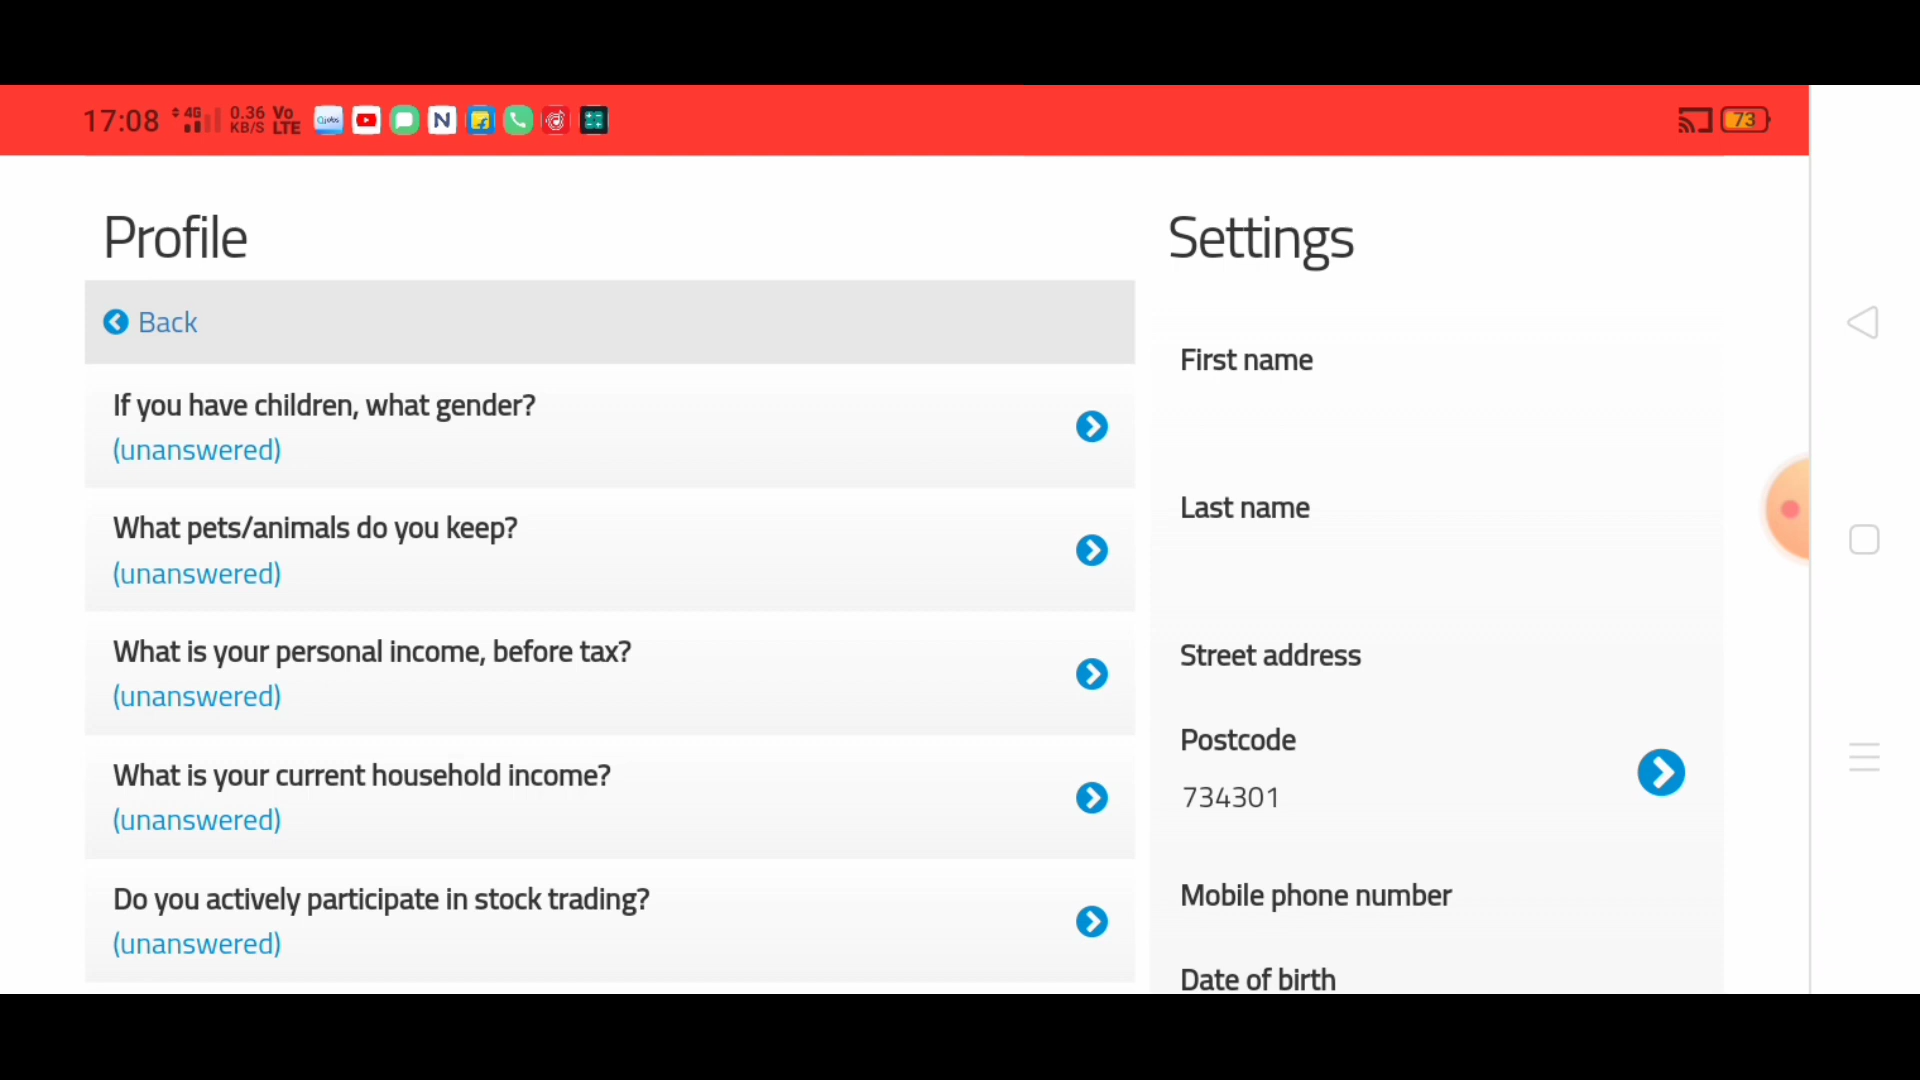 17:08 4G 0.36 KB/S Vo LTE Qjobs N 73
Profile
Back
If you have children, what gender?
(unanswered)
What pets/animals do you keep?
(unanswered)
What is your personal income, before tax?
(unanswered)
What is your current household income?
(unanswered)
Do you actively participate in stock trading?
(unanswered)
Settings
First name
Last name
Street address
Postcode
734301
Mobile phone number
Date of birth